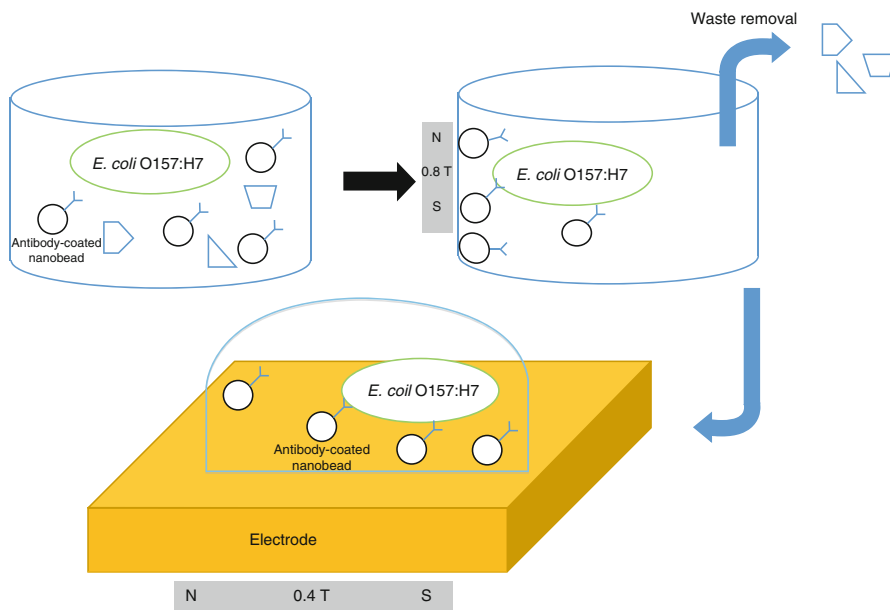 Waste removal
E. coli O157:H7
Antibody-coated
nanobead
N
0.8 T
S
E. coli O157:H7
E. coil O157:H7
Antibody-coated
nanobead
Electrode
N 0.4 T S